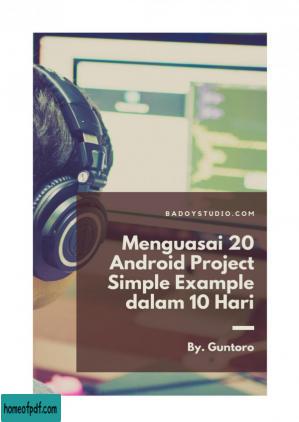 BADOYSTUDIO.COM
Menguasai 20
Android Project
Simple Example
dalam 10 Hari
By. Guntoro
homeofpdf.com